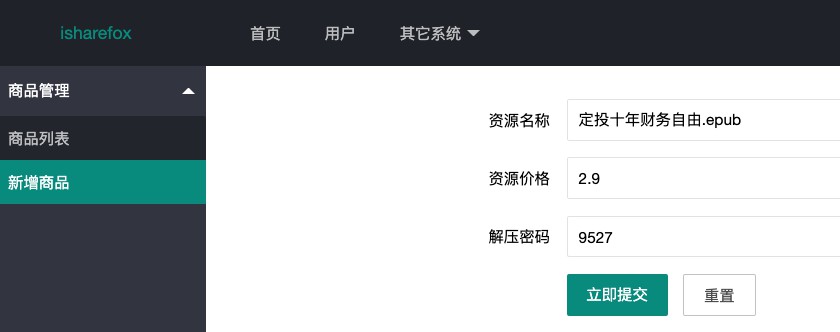 isharefox
首页
用户
其它系统
商品管理
商品列表
新增商品
资源名称
定投十年财务自由.epub
资源价格
2.9
解压密码
9527
立即提交
重置